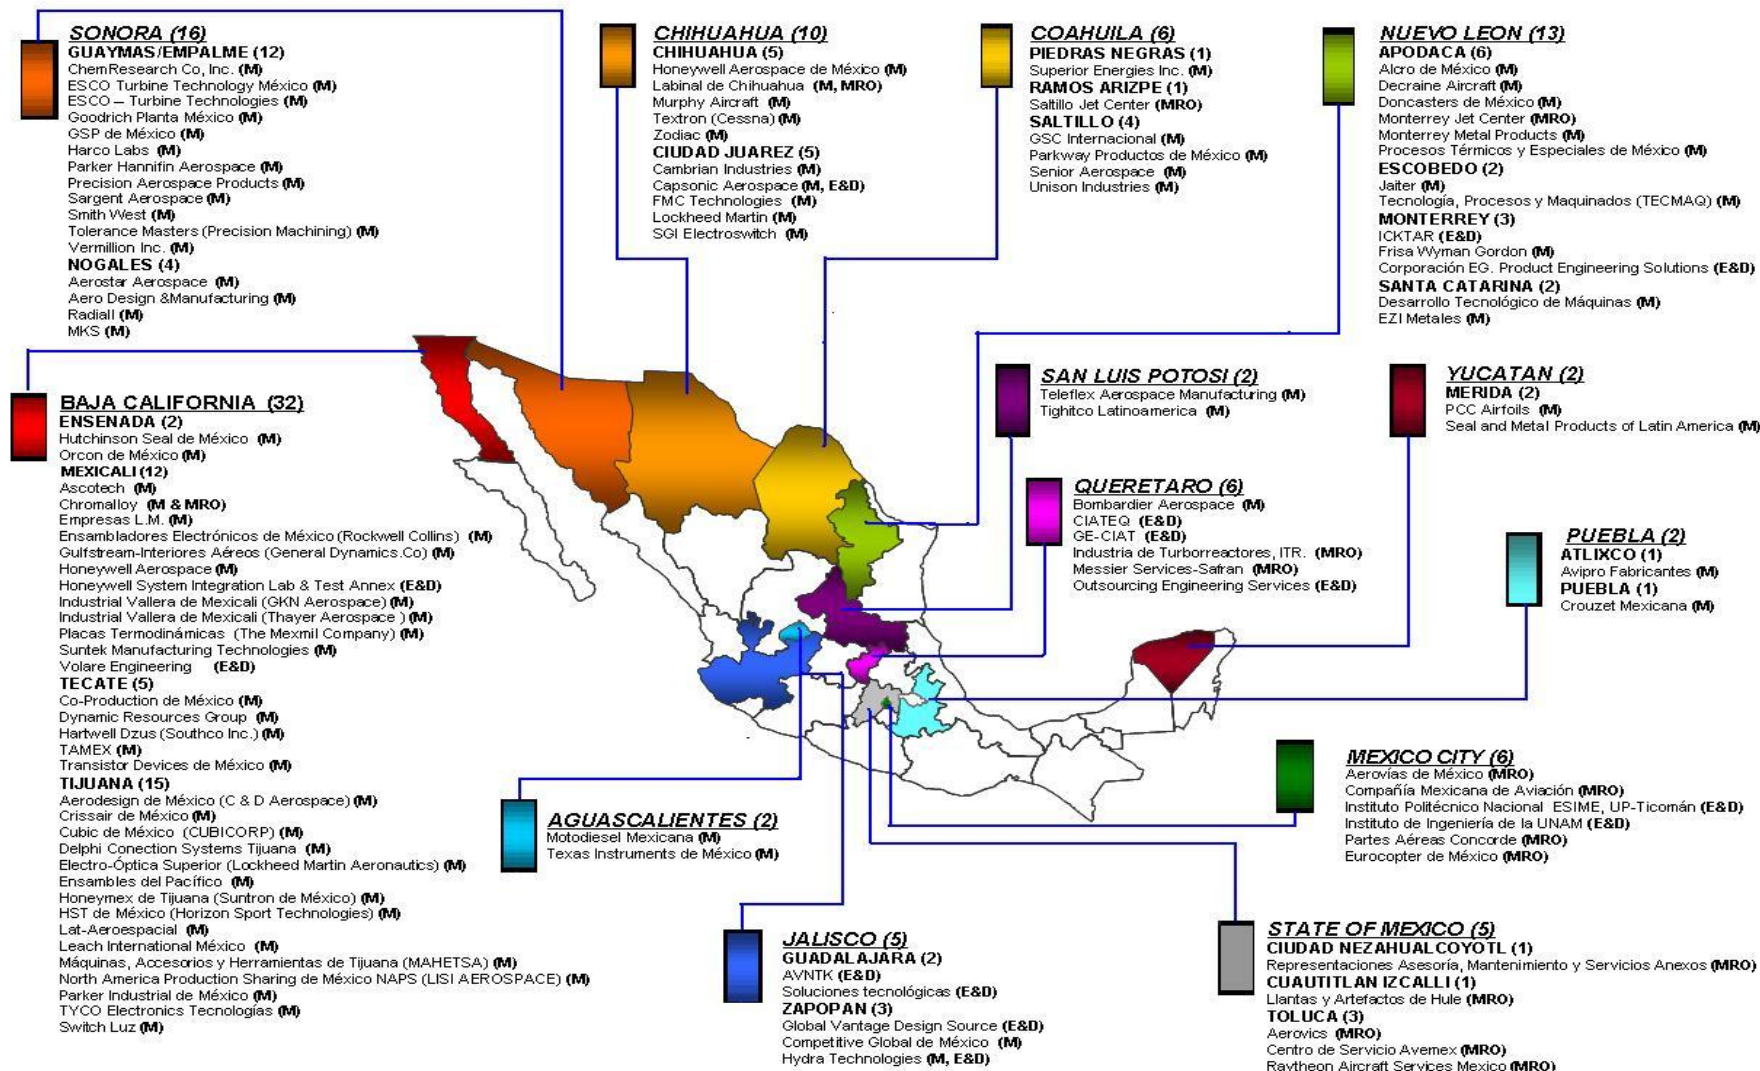 SONORA (16)
GUAYMAS/EMPALME (12)
ChemResearch Co, Inc. (M)
ESCO Turbine Technology México (M)
ESCO – Turbine Technologies (M)
Goodrich Planta México (M)
GSP de México (M)
Harco Labs (M)
Parker Hannifin Aerospace (M)
Precision Aerospace Products (M)
Sargent Aerospace (M)
Smith West (M)
Tolerance Masters (Precision Machining) (M)
Vermillion Inc. (M)
NOGALES (4)
Aerostar Aerospace (M)
Aero Design &Manufacturing (M)
Radiall (M)
MKS (M)
CHIHUAHUA (10)
CHIHUAHUA (5)
Honeywell Aerospace de México (M)
Labinal de Chihuahua (M, MRO)
Murphy Aircraft (M)
Textron (Cessna) (M)
Zodiac (M)
CIUDAD JUAREZ (5)
Cambrian Industries (M)
Capsonic Aerospace (M, E&D)
FMC Technologies (M)
Lockheed Martin (M)
SGI Electroswitch (M)
COAHUILA (6)
PIEDRAS NEGRAS (1)
Superior Energies Inc. (M)
RAMOS ARIZPE (1)
Saltillo Jet Center (MRO)
SALTILLO (4)
GSC Internacional (M)
Parkway Productos de México (M)
Senior Aerospace (M)
Unison Industries (M)
NUEVO LEON (13)
APODACA (6)
Alcro de México (M)
Decraine Aircraft (M)
Doncasters de México (M)
Monterrey Jet Center (MRO)
Monterrey Metal Products (M)
Procesos Térmicos y Especiales de México (M)
ESCOBEDO (2)
Jaiter (M)
Tecnología, Procesos y Maquinados (TECMAQ) (M)
MONTERREY (3)
ICKTAR (E&D)
Frisa Wyman Gordon (M)
Corporación EG. Product Engineering Solutions (E&D)
SANTA CATARINA (2)
Desarrollo Tecnológico de Máquinas (M)
EZI Metales (M)
BAJA CALIFORNIA (32)
ENSENADA (2)
Hutchinson Seal de México (M)
Orcon de México (M)
MEXICALI (12)
Ascotech (M)
Chromalloy (M & MRO)
Empresas L.M. (M)
Ensambladores Electrónicos de México (Rockwell Collins) (M)
Gulfstream-Interiores Aéreos (General Dynamics.Co) (M)
Honeywell Aerospace (M)
Honeywell System Integration Lab & Test Annex (E&D)
Industrial Vallera de Mexicali (GKN Aerospace) (M)
Industrial Vallera de Mexicali (Thayer Aerospace ) (M)
Placas Termodinámicas (The Mexmil Company) (M)
Suntek Manufacturing Technologies (M)
Volare Engineering (E&D)
TECATE (5)
Co-Production de México (M)
Dynamic Resources Group (M)
Hartwell Dzus (Southco Inc.) (M)
TAMEX (M)
Transistor Devices de México (M)
TIJUANA (15)
Aerodesign de México (C & D Aerospace) (M)
Crissair de México (M)
Cubic de México (CUBICORP) (M)
Delphi Conection Systems Tijuana (M)
Electro-Óptica Superior (Lockheed Martin Aeronautics) (M)
Ensambles del Pacífico (M)
Honeymex de Tijuana (Suntron de México) (M)
HST de México (Horizon Sport Technologies) (M)
Lat-Aeroespacial (M)
Leach International México (M)
Máquinas, Accesorios y Herramientas de Tijuana (MAHETSA) (M)
North America Production Sharing de México NAPS (LISI AEROSPACE) (M)
Parker Industrial de México (M)
TYCO Electronics Tecnologías (M)
Switch Luz (M)
SAN LUIS POTOSI (2)
Teleflex Aerospace Manufacturing (M)
Tighitco Latinoamerica (M)
YUCATAN (2)
MERIDA (2)
PCC Airfoils (M)
Seal and Metal Products of Latin America (M)
QUERETARO (6)
Bombardier Aerospace (M)
CIATEQ (E&D)
GE-CIAT (E&D)
Industria de Turborreactores, ITR. (MRO)
Messier Services-Safran (MRO)
Outsourcing Engineering Services (E&D)
PUEBLA (2)
ATLIXCO (1)
Avipro Fabricantes (M)
PUEBLA (1)
Crouzet Mexicana (M)
MEXICO CITY (6)
Aerovías de México (MRO)
Compañía Mexicana de Aviación (MRO)
Instituto Politécnico Nacional ESIME, UP-Ticomán (E&D)
Instituto de Ingeniería de la UNAM (E&D)
Partes Aéreas Concorde (MRO)
Eurocopter de México (MRO)
AGUASCALIENTES (2)
Motodiesel Mexicana (M)
Texas Instruments de México (M)
JALISCO (5)
GUADALAJARA (2)
AVNTK (E&D)
Soluciones tecnológicas (E&D)
ZAPOPAN (3)
Global Vantage Design Source (E&D)
Competitive Global de México (M)
Hydra Technologies (M, E&D)
STATE OF MEXICO (5)
CIUDAD NEZAHUALCOYOTL (1)
Representaciones Asesoría, Mantenimiento y Servicios Anexos (MRO)
CUAUTITLAN IZCALLI (1)
Llantas y Artefactos de Hule (MRO)
TOLUCA (3)
Aerovics (MRO)
Centro de Servicio Avemex (MRO)
Raytheon Aircraft Services Mexico (MRO)